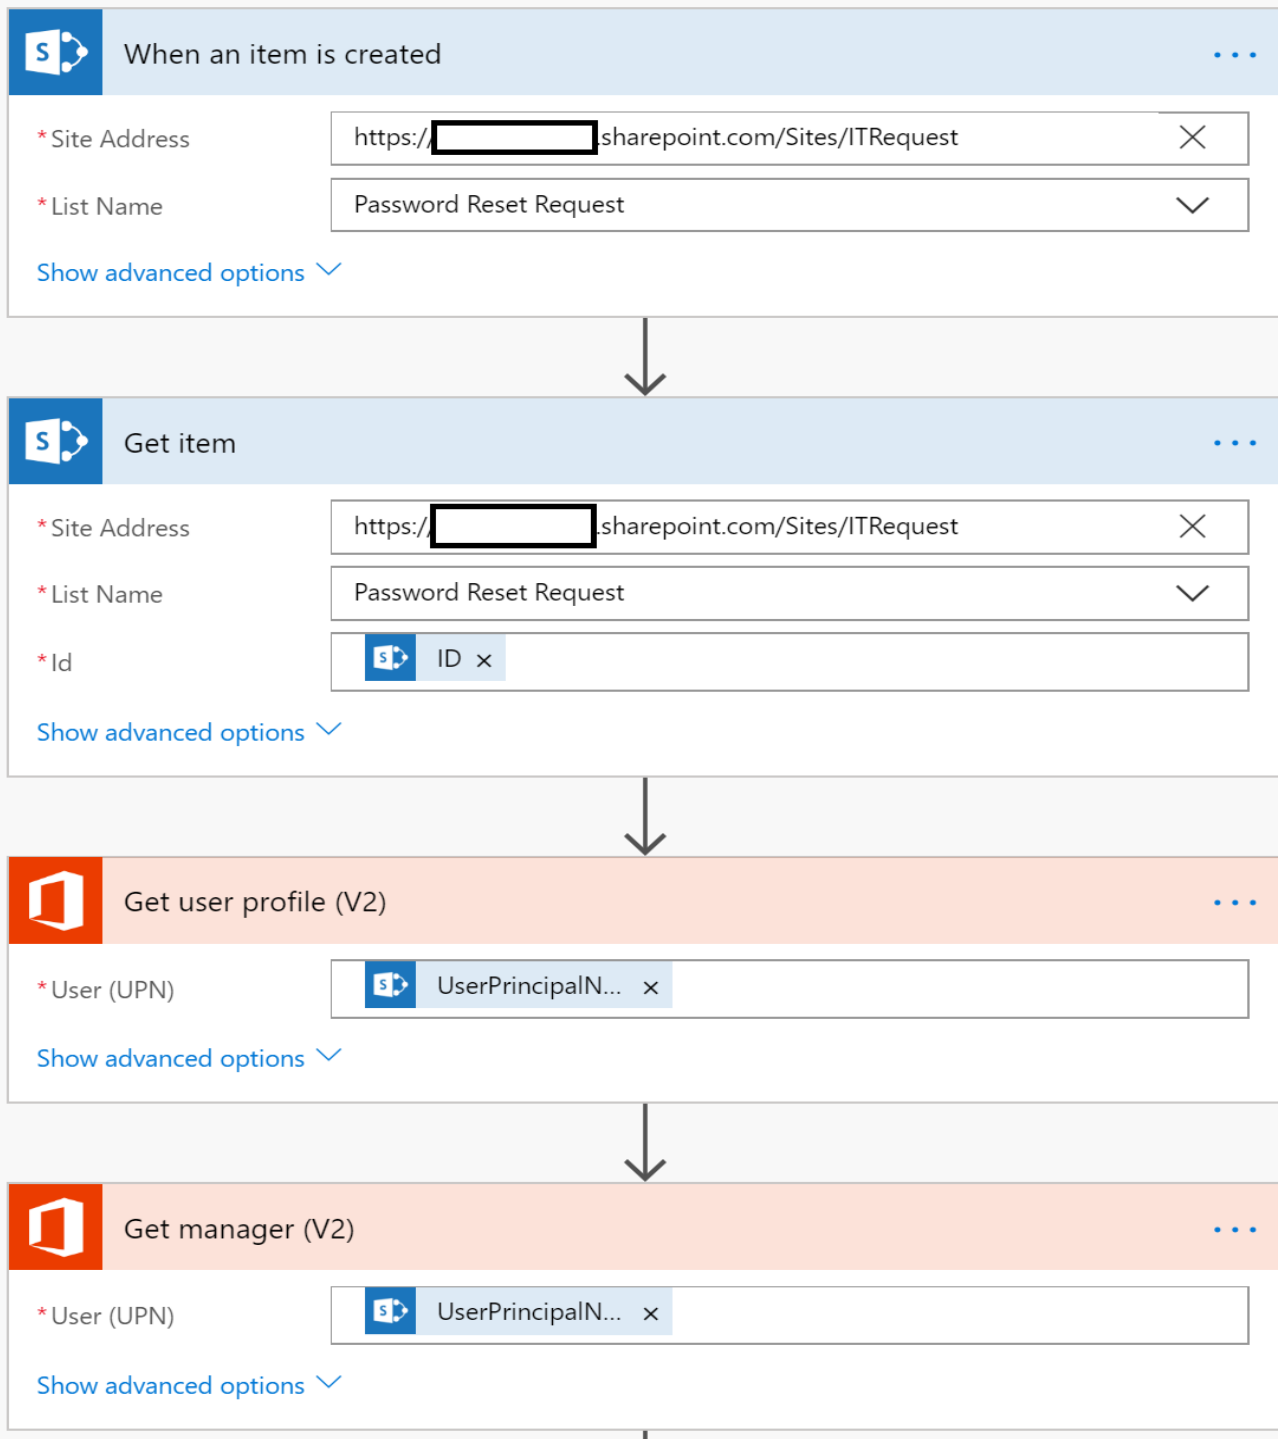 When an item is created
* Site Address https:// .sharepoint.com/Sites/ITRequest
* List Name Password Reset Request
Show advanced options
Get item
* Site Address https:// .sharepoint.com/Sites/ITRequest
* List Name Password Reset Request
* Id ID ×
Show advanced options
Get user profile (V2)
* User (UPN) UserPrincipalN... ×
Show advanced options
Get manager (V2)
* User (UPN) UserPrincipalN... ×
Show advanced options